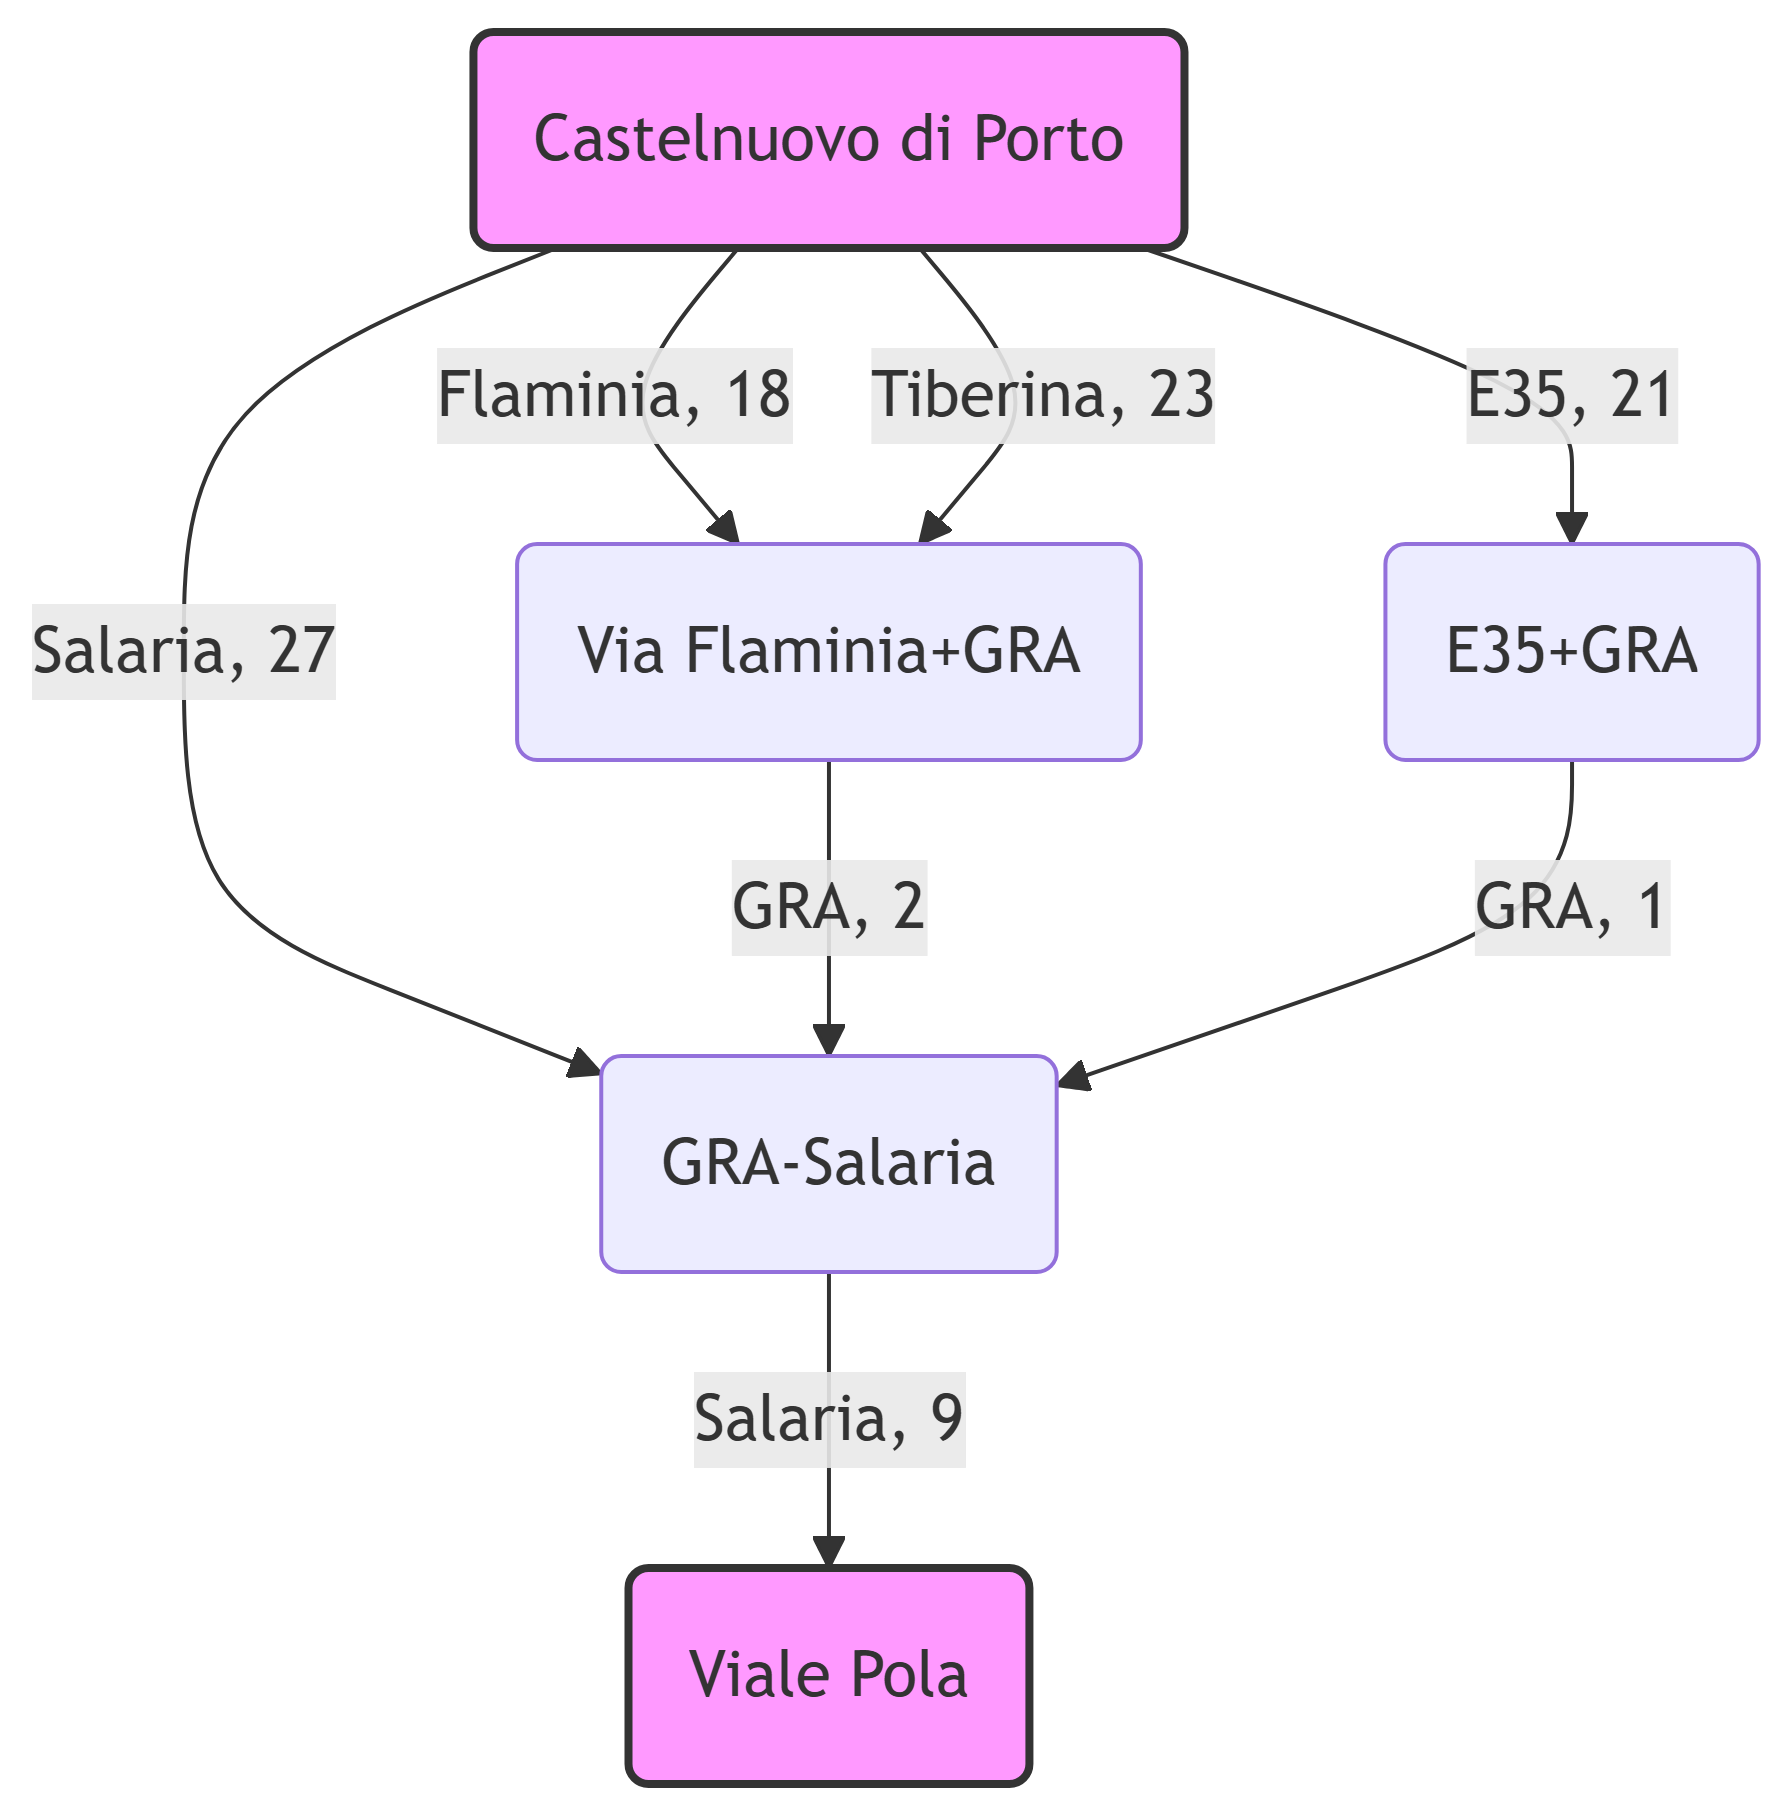 Castelnuovo di Porto
Flaminia, 18
Tiberina, 23
E35, 21
Salaria, 27
Via Flaminia+GRA
E35+GRA
GRA, 2
GRA, 1
GRA-Salaria
Salaria, 9
Viale Pola